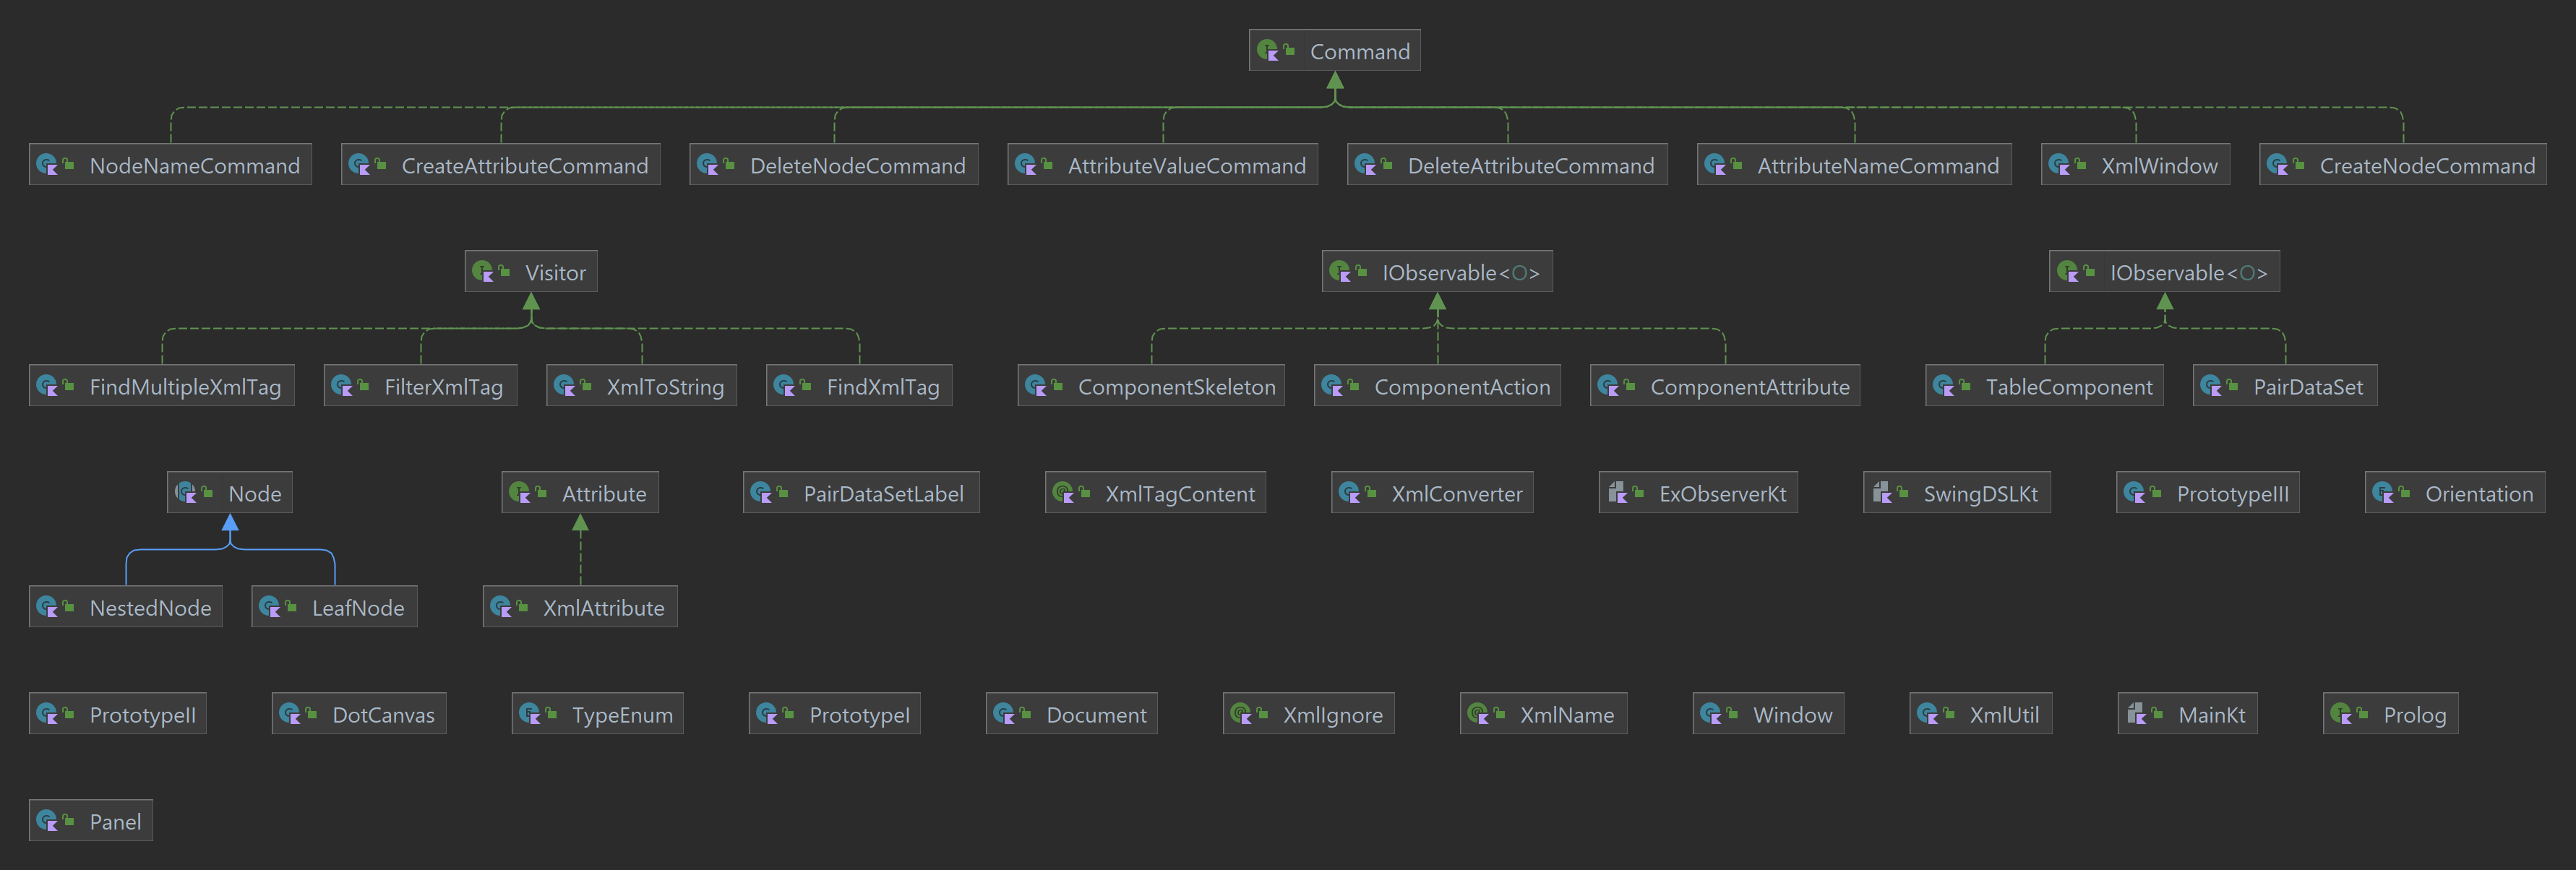 Command
NodeNameCommand CreateAttributeCommand DeleteNodeCommand AttributeValueCommand DeleteAttributeCommand AttributeNameCommand XmlWindow CreateNodeCommand
Visitor IObservable<O> IObservable<O>
FindMultipleXmlTag FilterXmlTag XmlToString FindXmlTag ComponentSkeleton ComponentAction ComponentAttribute TableComponent PairDataSet
Node Attribute PairDataSetLabel XmlTagContent XmlConverter ExObserverKt SwingDSLKt PrototypeIII Orientation
NestedNode LeafNode XmlAttribute
PrototypeII DotCanvas TypeEnum PrototypeI Document XmlIgnore XmlName Window XmlUtil MainKt Prolog
Panel